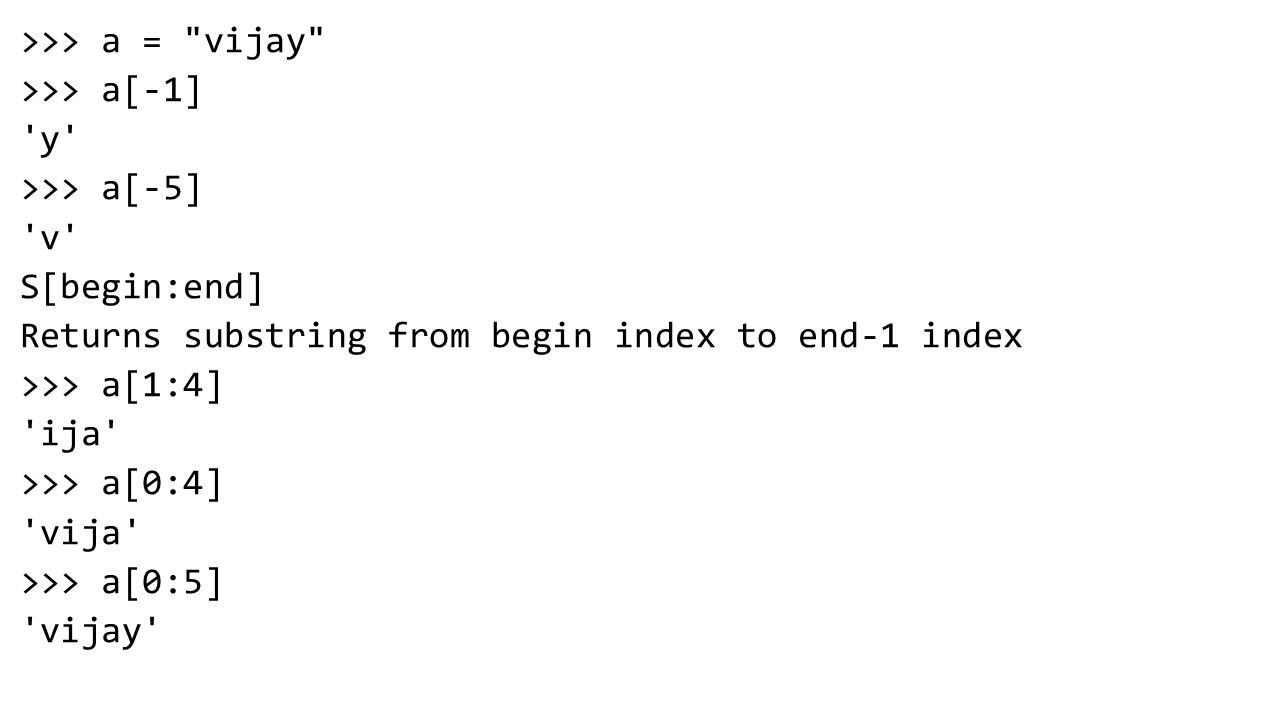 >>> a = "vijay"
>>> a[-1]
'y'
>>> a[-5]
'v'
S[begin:end]
Returns substring from begin index to end-1 index
>>> a[1:4]
'ija'
>>> a[0:4]
'vija'
>>> a[0:5]
'vijay'